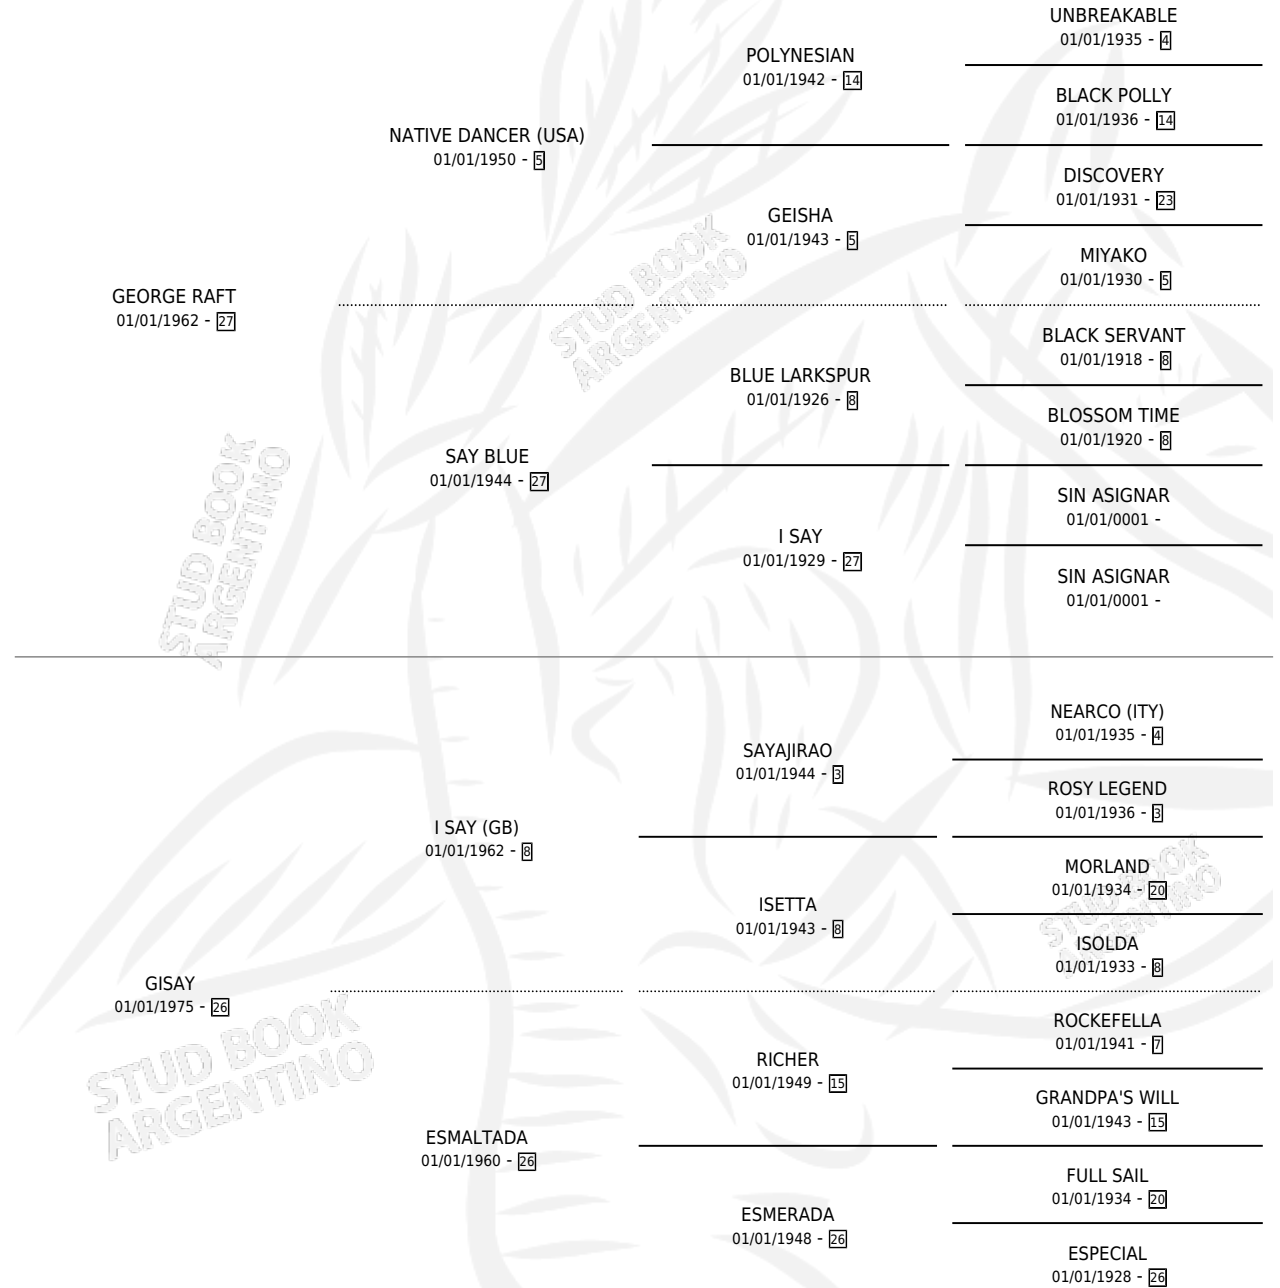 UNBREAKABLE
01/01/1935 - 4
POLYNESIAN
01/01/1942 - 14
BLACK POLLY
01/01/1936 - 14
NATIVE DANCER (USA)
01/01/1950 - 5
DISCOVERY
01/01/1931 - 23
GEISHA
01/01/1943 - 5
MIYAKO
01/01/1930 - 5
GEORGE RAFT
01/01/1962 - 27
BLACK SERVANT
01/01/1918 - 8
BLUE LARKSPUR
01/01/1926 - 8
BLOSSOM TIME
01/01/1920 - 8
SAY BLUE
01/01/1944 - 27
SIN ASIGNAR
01/01/0001 -
I SAY
01/01/1929 - 27
SIN ASIGNAR
01/01/0001 -
NEARCO (ITY)
01/01/1935 - 4
SAYAJIRAO
01/01/1944 - 3
ROSY LEGEND
01/01/1936 - 3
I SAY (GB)
01/01/1962 - 8
MORLAND
01/01/1934 - 20
ISETTA
01/01/1943 - 8
ISOLDA
01/01/1933 - 8
GISAY
01/01/1975 - 26
ROCKEFELLA
01/01/1941 - 7
RICHER
01/01/1949 - 15
GRANDPA'S WILL
01/01/1943 - 15
ESMALTADA
01/01/1960 - 26
FULL SAIL
01/01/1934 - 20
ESMERADA
01/01/1948 - 26
ESPECIAL
01/01/1928 - 26
STUD BOOK
ARGENTINO
STUD BOOK
ARGENTINO
STUD BOOK
ARGENTINO
STUD BOOK
ARGENTINO